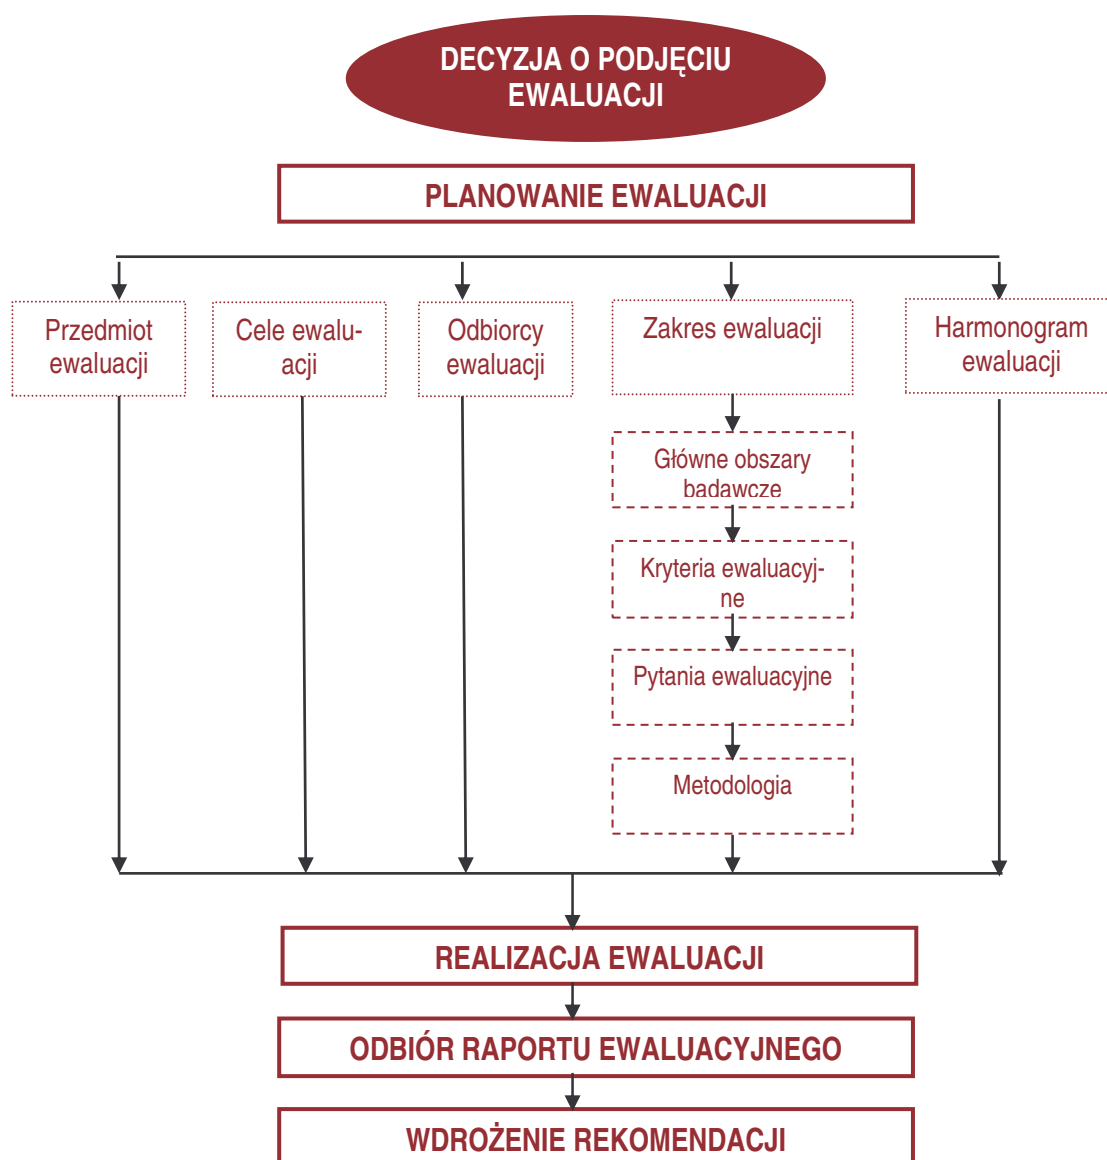 DECYZJA O PODJĘCIU
EWALUACJI
PLANOWANIE EWALUACJI
Przedmiot
ewaluacji
Cele ewalu-
acji
Odbiorcy
ewaluacji
Zakres ewaluacji
Harmonogram
ewaluacji
Główne obszary
badawcze
Kryteria ewaluacyj-
ne
Pytania ewaluacyjne
Metodologia
REALIZACJA EWALUACJI
ODBIÓR RAPORTU EWALUACYJNEGO
WDROŻENIE REKOMENDACJI